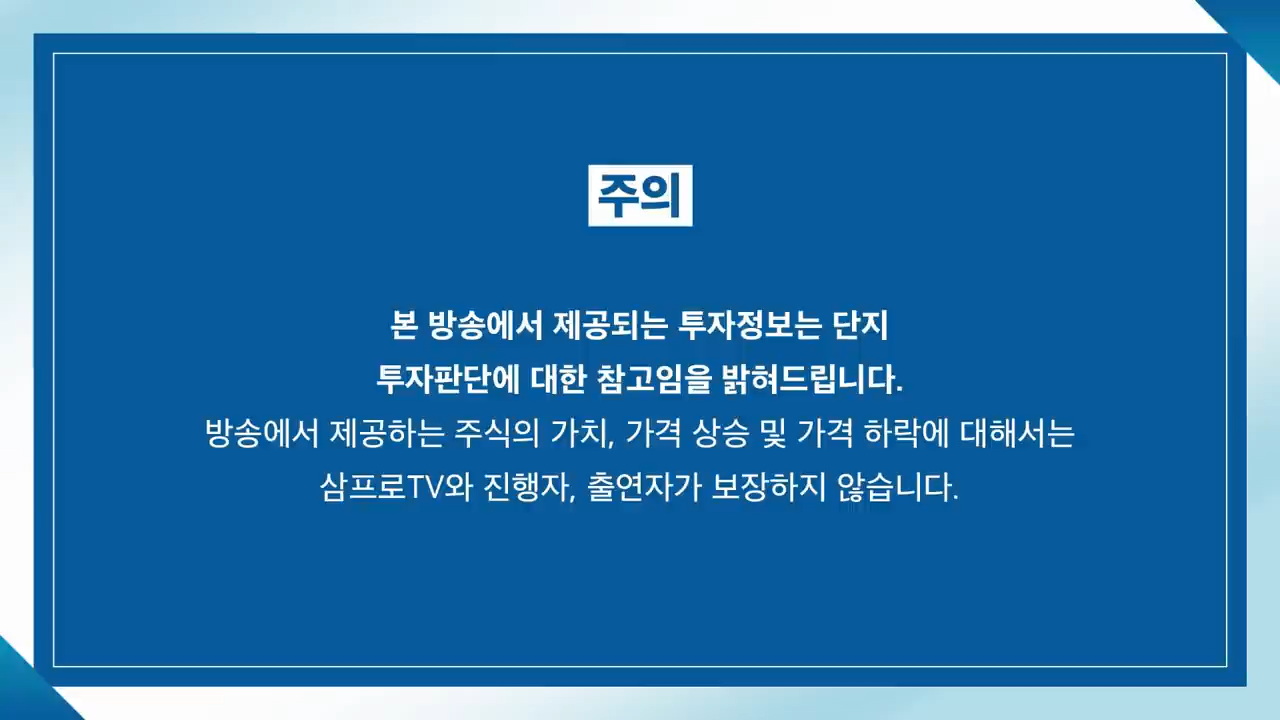 주의
본 방송에서 제공되는 투자정보는 단지
투자판단에 대한 참고임을 밝혀드립니다.
방송에서 제공하는 주식의 가치, 가격 상승 및 가격 하락에 대해서는
삼프로TV와 진행자, 출연자가 보장하지 않습니다.